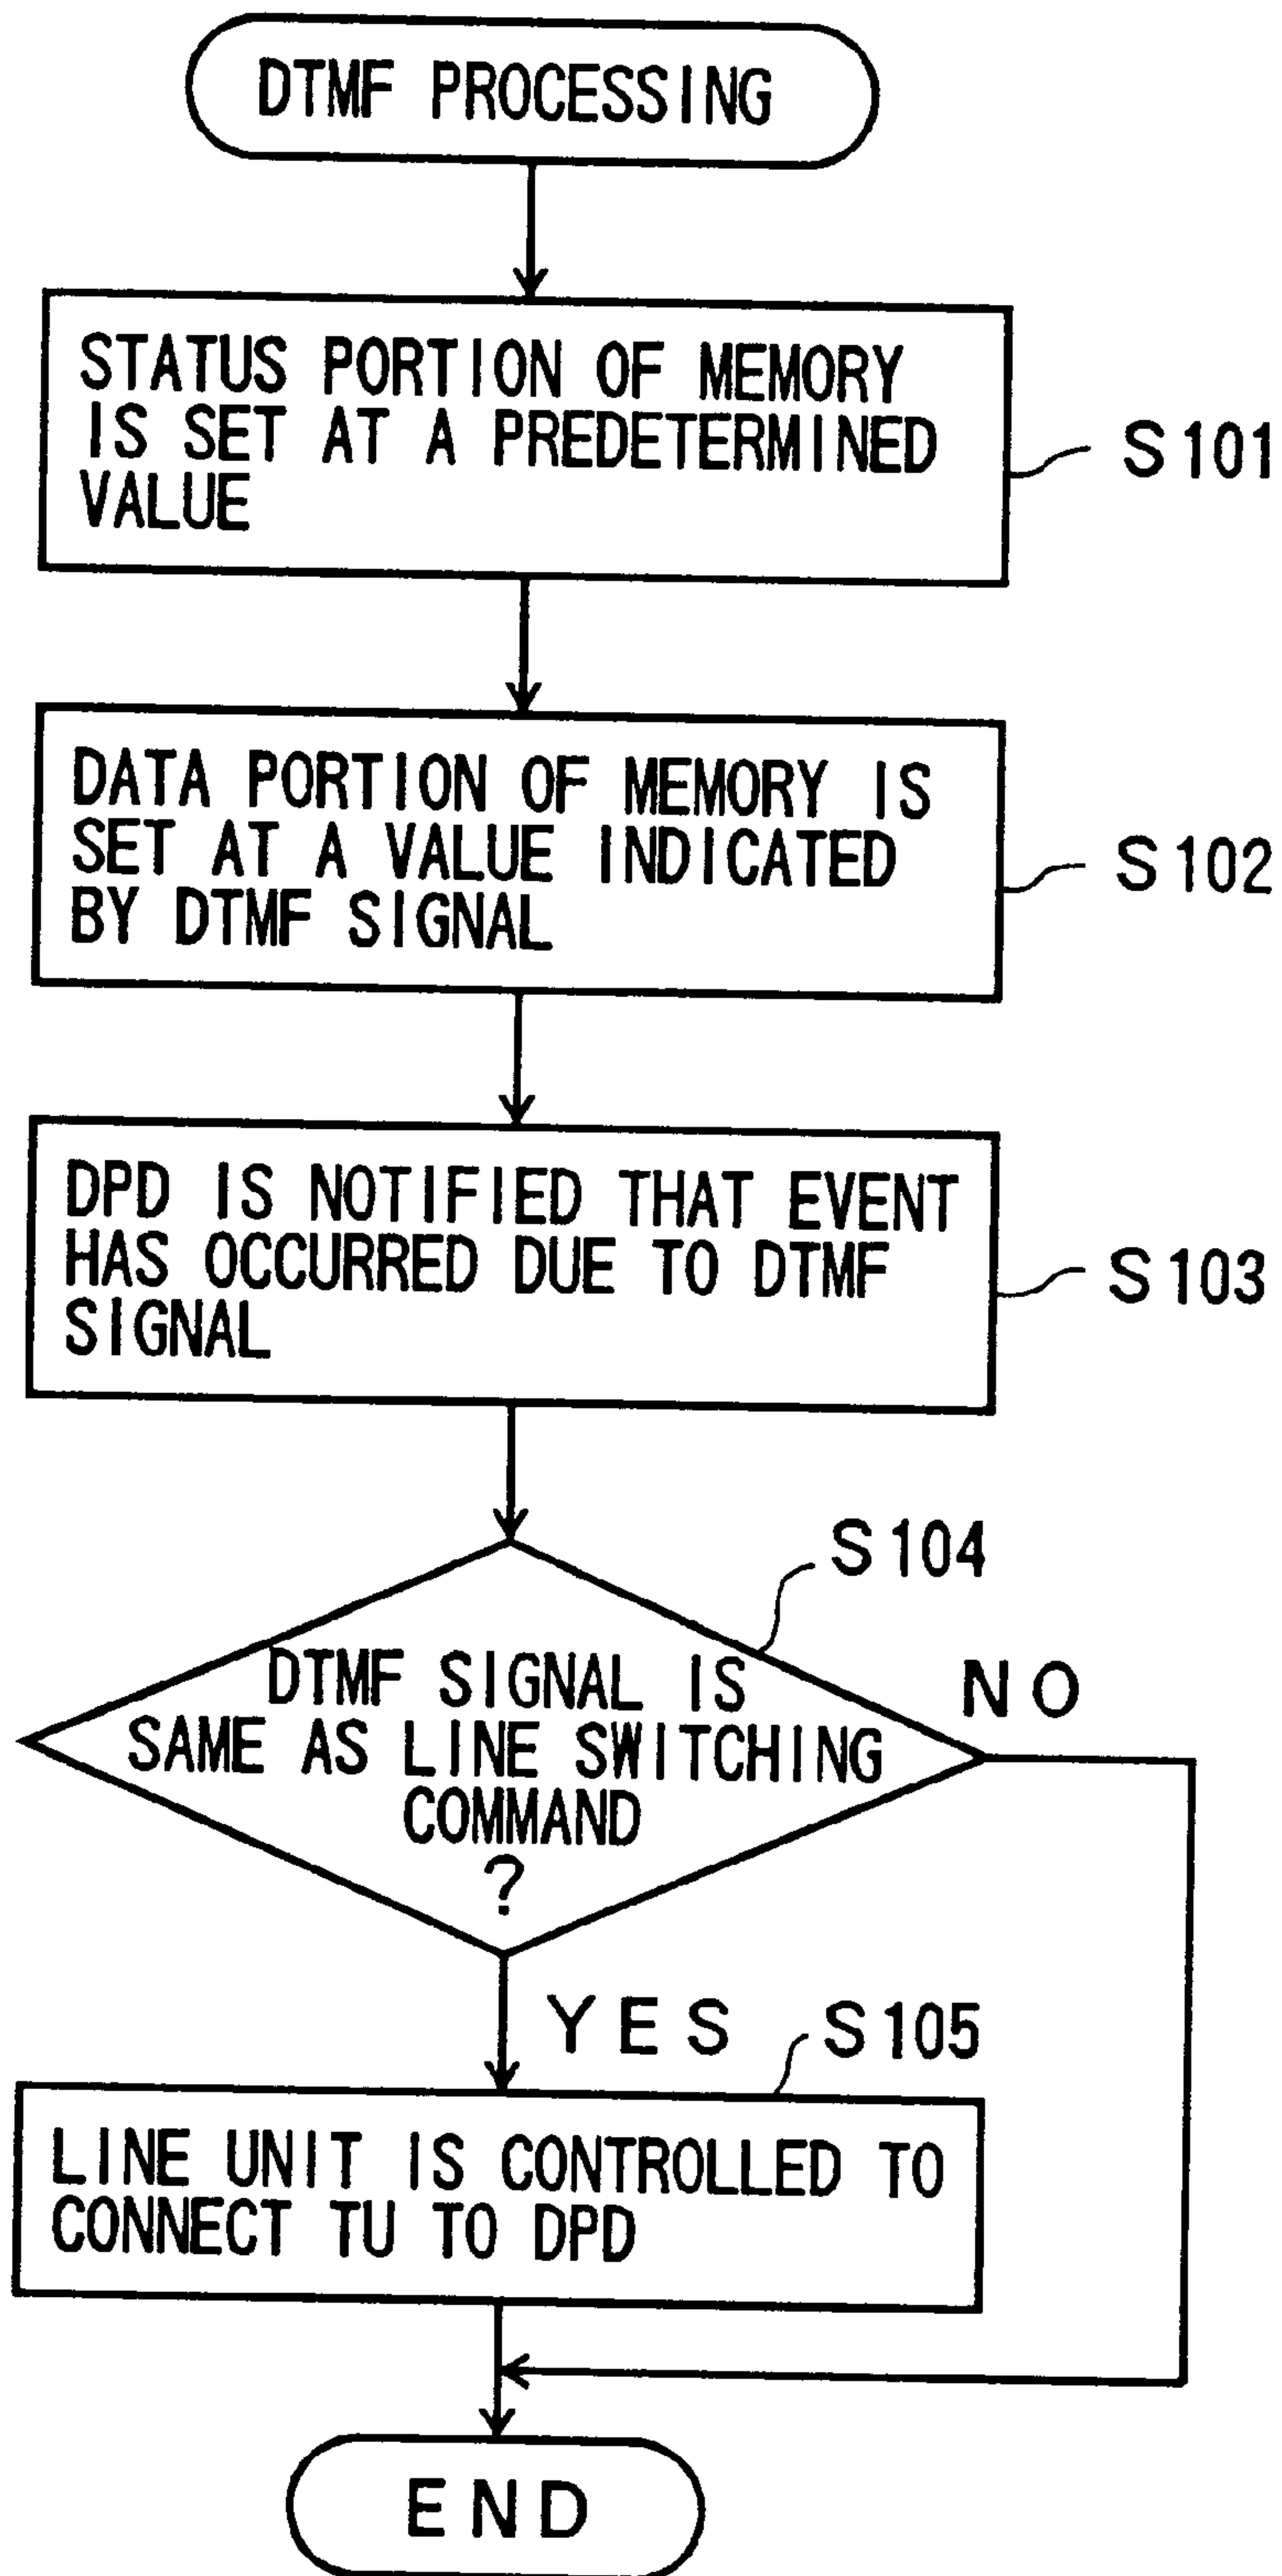 DTMF PROCESSING
STATUS PORTION OF MEMORY
IS SET AT A PREDETERMINED
VALUE
S101
DATA PORTION OF MEMORY IS
SET AT A VALUE INDICATED
BY DTMF SIGNAL
S102
DPD IS NOTIFIED THAT EVENT
HAS OCCURRED DUE TO DTMF
SIGNAL
S103
S104
DTMF SIGNAL IS
SAME AS LINE SWITCHING
COMMAND
?
NO
YES
S105
LINE UNIT IS CONTROLLED TO
CONNECT TU TO DPD
END